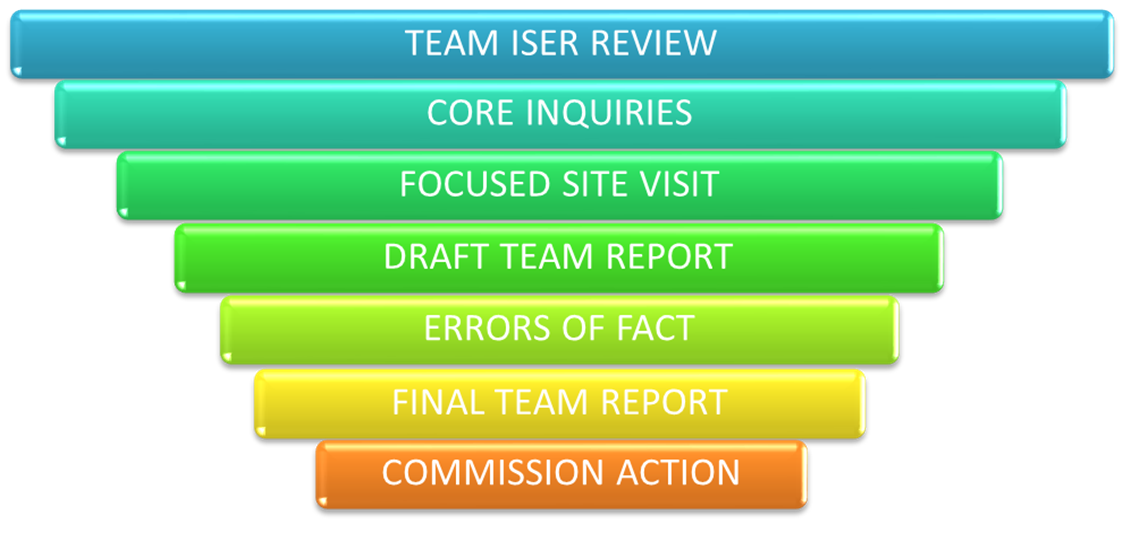 TEAM ISER REVIEW
CORE INQUIRIES
FOCUSED SITE VISIT
DRAFT TEAM REPORT
ERRORS OF FACT
FINAL TEAM REPORT
COMMISSION ACTION